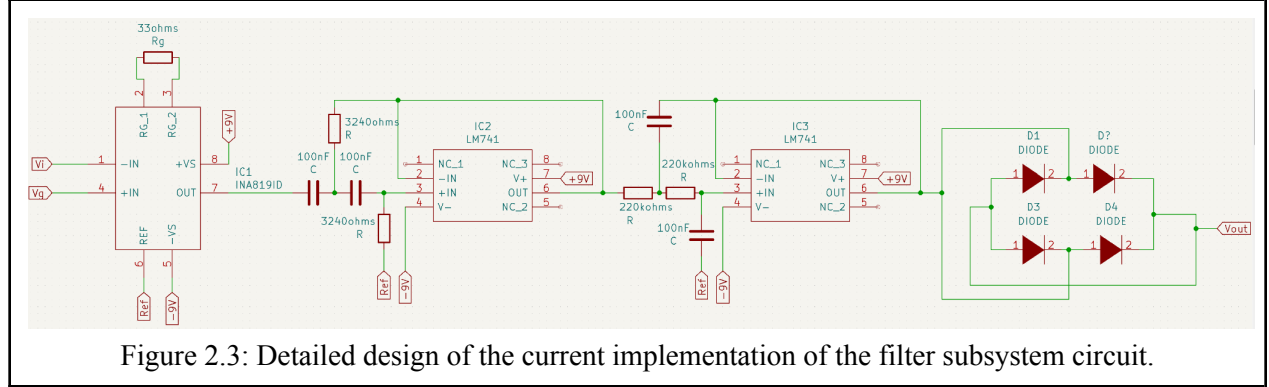 33ohms
Rg
2
3
RG_1
RG_2
+9V
Vi
1
-IN
+VS
8
IC1
INA819ID
Vg
4
+IN
OUT
7
REF
-VS
6
5
Ref
-9V
3240ohms
R
100nF
C
100nF
C
3240ohms
R
Ref
-9V
IC2
LM741
1
NC_1
NC_3
8
2
-IN
V+
7
+9V
3
+IN
OUT
6
4
V-
NC_2
5
100nF
C
220kohms
R
220kohms
R
100nF
C
Ref
-9V
IC3
LM741
1
NC_1
NC_3
8
2
-IN
V+
7
+9V
3
+IN
OUT
6
4
V-
NC_2
5
D1
DIODE
1
2
D?
DIODE
1
2
D3
DIODE
1
2
D4
DIODE
1
2
Vout
Figure 2.3: Detailed design of the current implementation of the filter subsystem circuit.